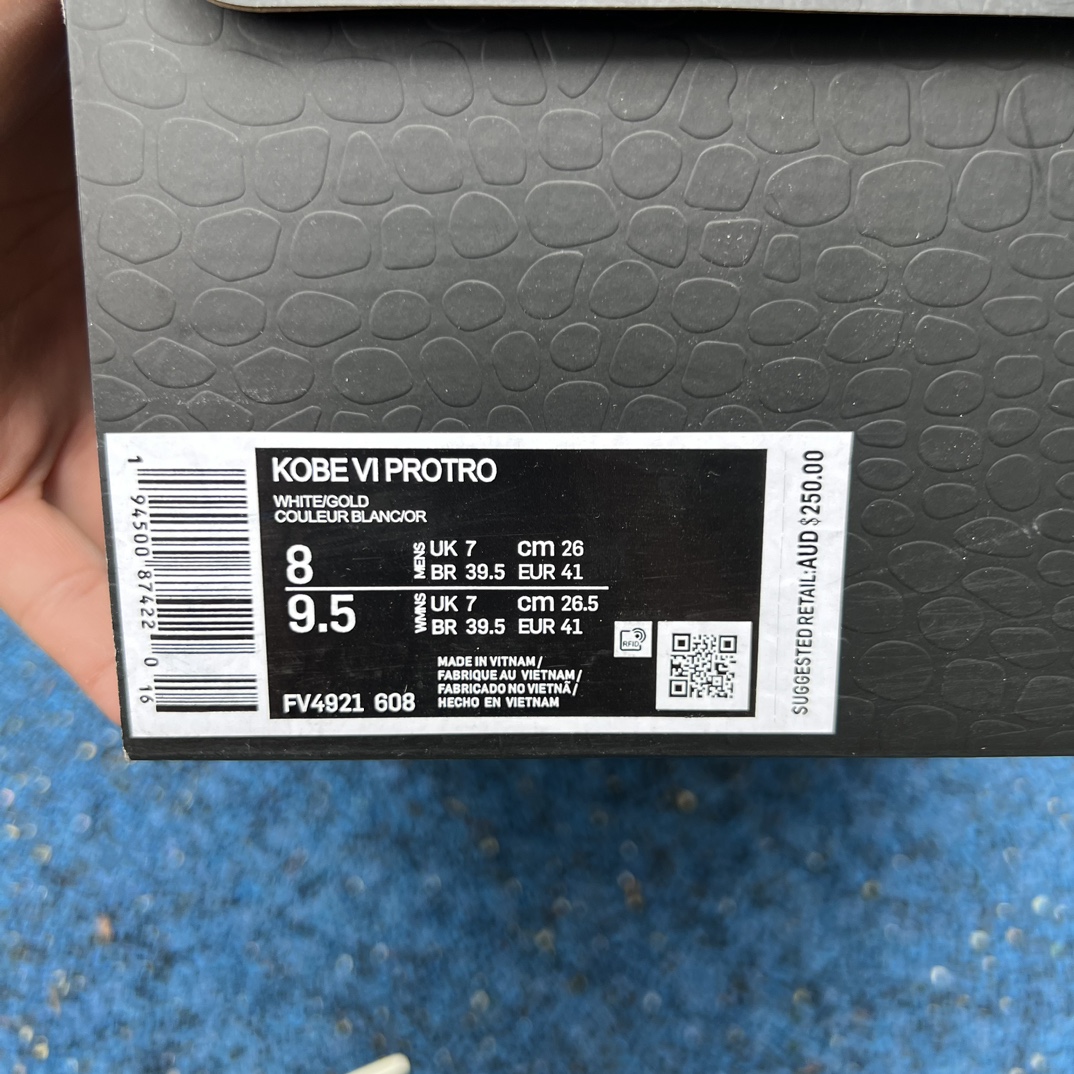 1 94500 87422 0 16
KOBE VI PROTRO
WHITE/GOLD
COULEUR BLANC/OR
8
MENS
UK 7 cm 26
BR 39.5 EUR 41
9.5
WMNS
UK 7 cm 26.5
BR 39.5 EUR 41
RFID
MADE IN VITNAM/
FABRIQUE AU VIETNAM/
FABRICADO NO VIETNÃ/
HECHO EN VIETNAM
FV4921 608
SUGGESTED RETAIL:AUD $250.00